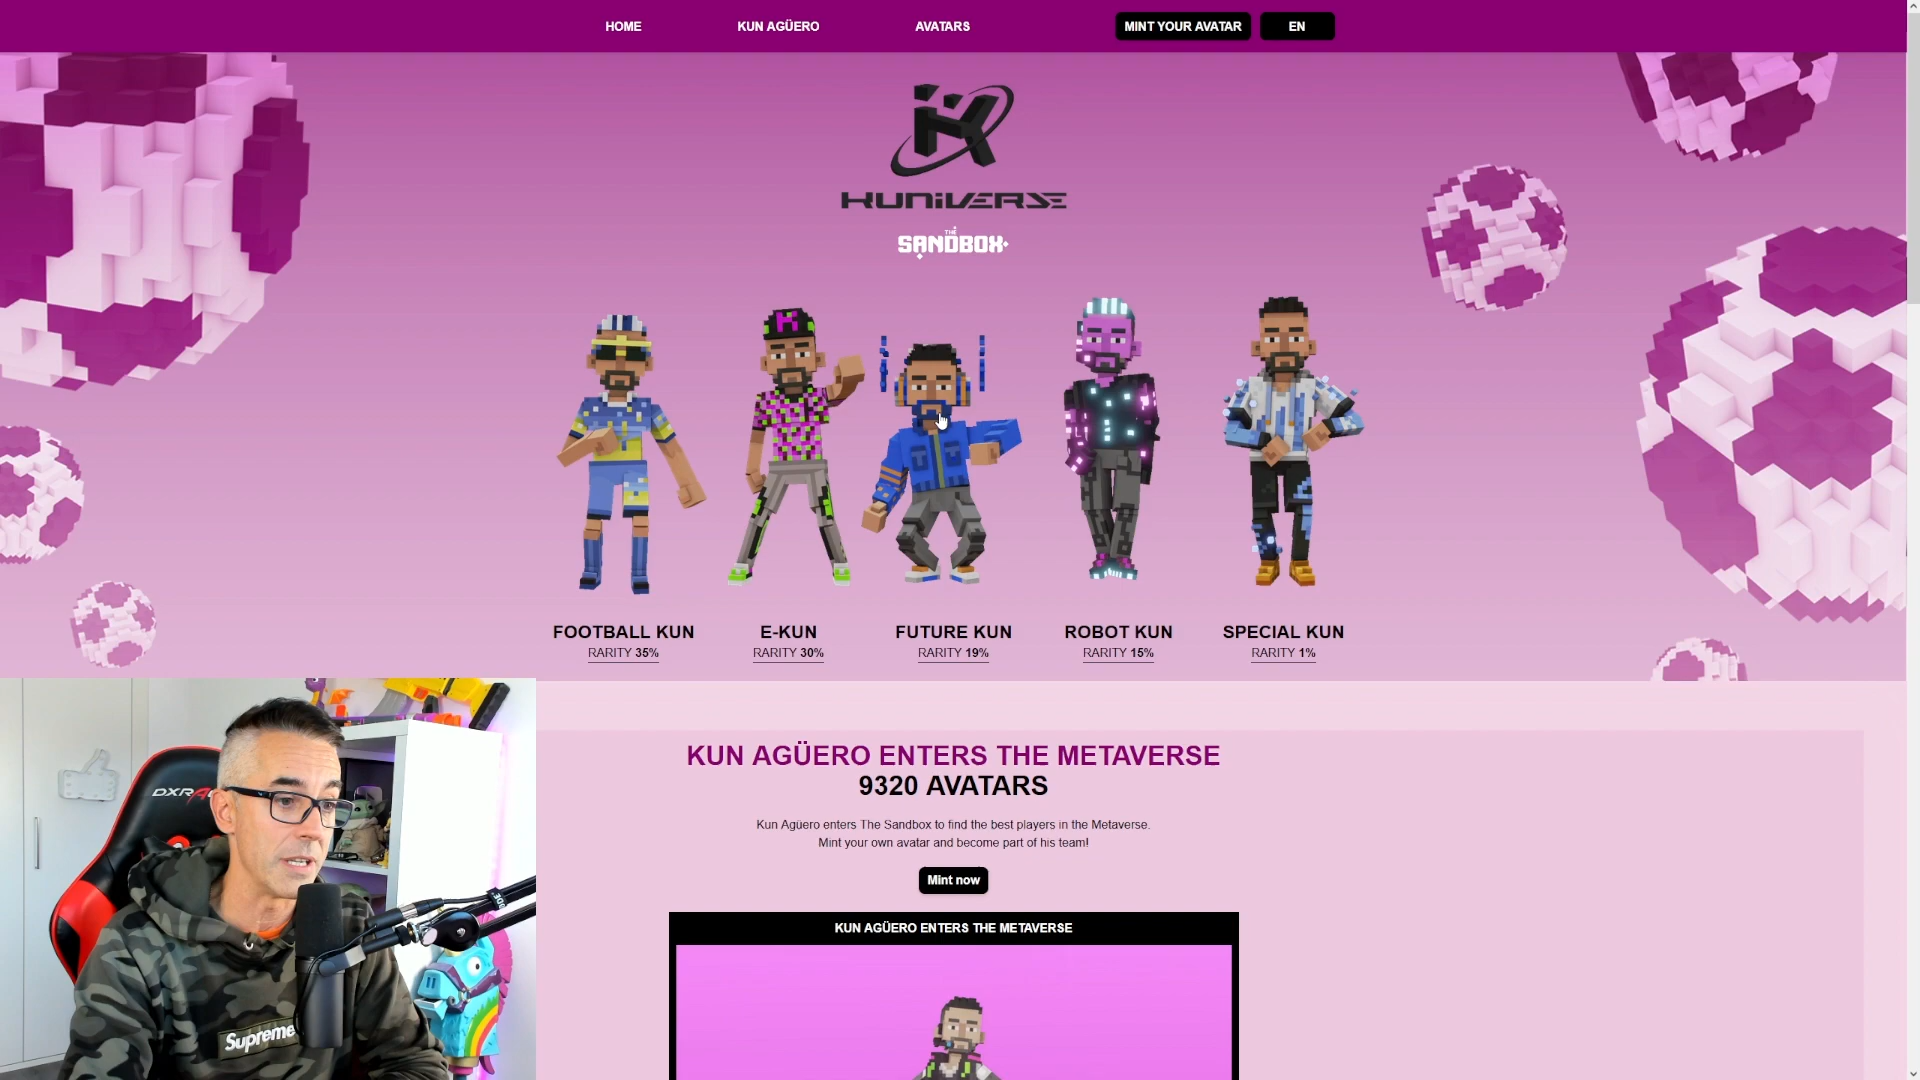 HOME
KUN AGÜERO
AVATARS
MINT YOUR AVATAR
EN
KUNIVERSE
THE
SANDBOX
FOOTBALL KUN
RARITY 35%
E-KUN
RARITY 30%
FUTURE KUN
RARITY 19%
ROBOT KUN
RARITY 15%
SPECIAL KUN
RARITY 1%
KUN AGÜERO ENTERS THE METAVERSE
9320 AVATARS
Kun Agüero enters The Sandbox to find the best players in the Metaverse.
Mint your own avatar and become part of his team!
Mint now
KUN AGÜERO ENTERS THE METAVERSE
Supreme